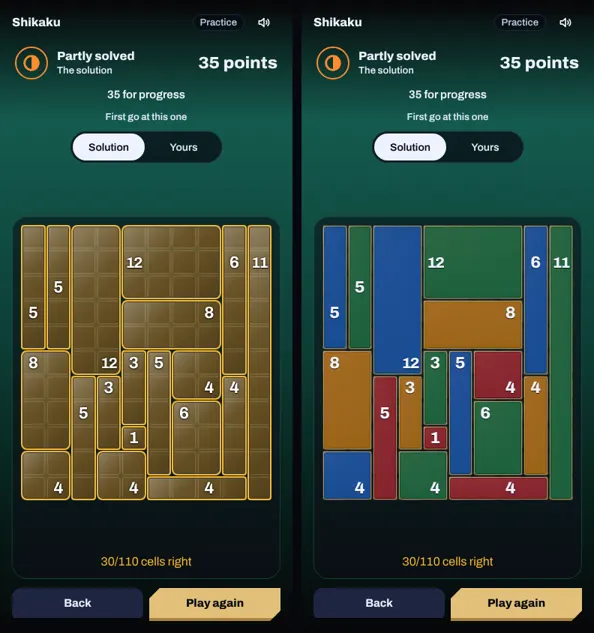 Shikaku Practice
Partly solved
The solution
35 points
35 for progress
First go at this one
Solution Yours
12 6 11
5
5 8
8 12 3 5
3 4 4
5 6
1
4 4 4
30/110 cells right
Back Play again
Shikaku Practice
Partly solved
The solution
35 points
35 for progress
First go at this one
Solution Yours
12 6 11
5
5 8
8 12 3 5
3 4 4
5 6
1
4 4 4
30/110 cells right
Back Play again